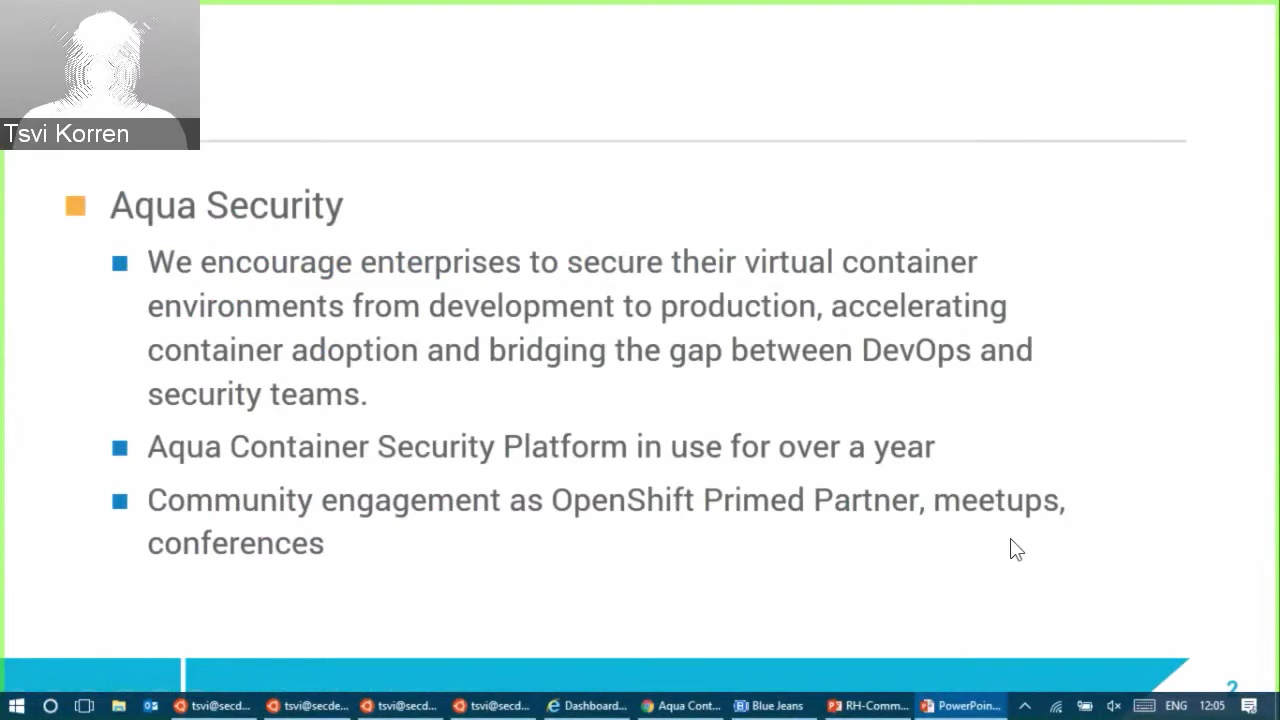 Tsvi Korren
Aqua Security
We encourage enterprises to secure their virtual container
environments from development to production, accelerating
container adoption and bridging the gap between DevOps and
security teams.
Aqua Container Security Platform in use for over a year
Community engagement as OpenShift Primed Partner, meetups,
conferences
2
tsvi@secd... tsvi@secde... tsvi@secd... tsvi@secd... Dashboard... Aqua Cont... Blue Jeans RH-Comm... PowerPoin... ENG 12:05